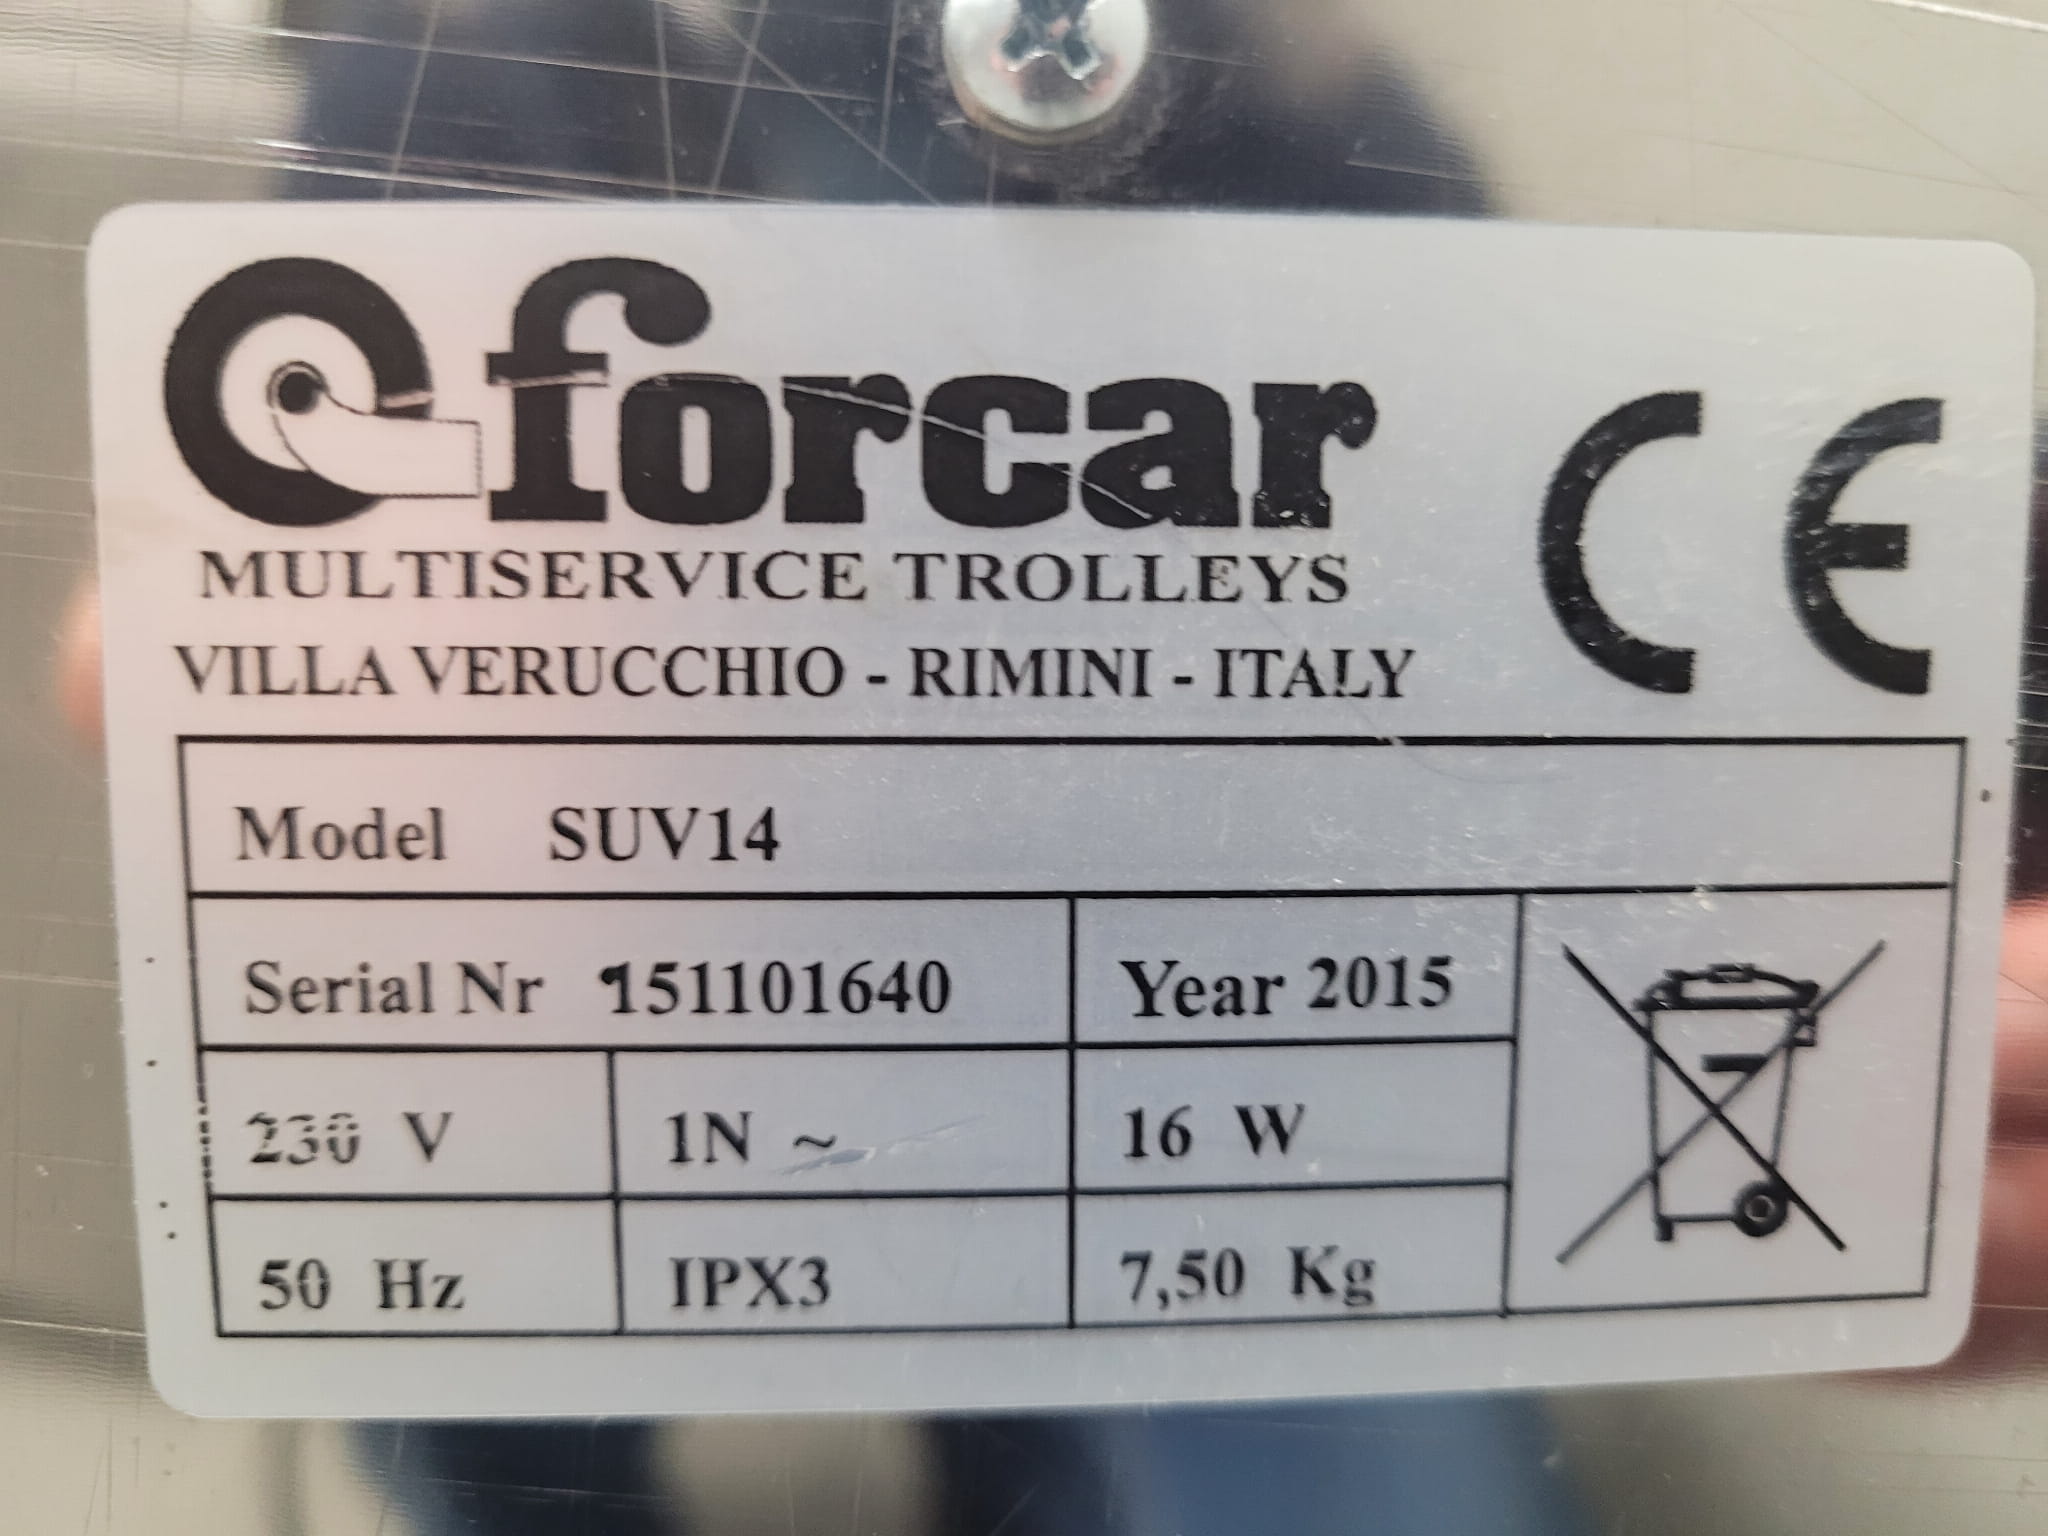 forcar
MULTISERVICE TROLLEYS
VILLA VERUCCHIO - RIMINI - ITALY
CE
Model SUV14
Serial Nr 151101640 Year 2015
230 V 1N ~ 16 W
50 Hz IPX3 7,50 Kg